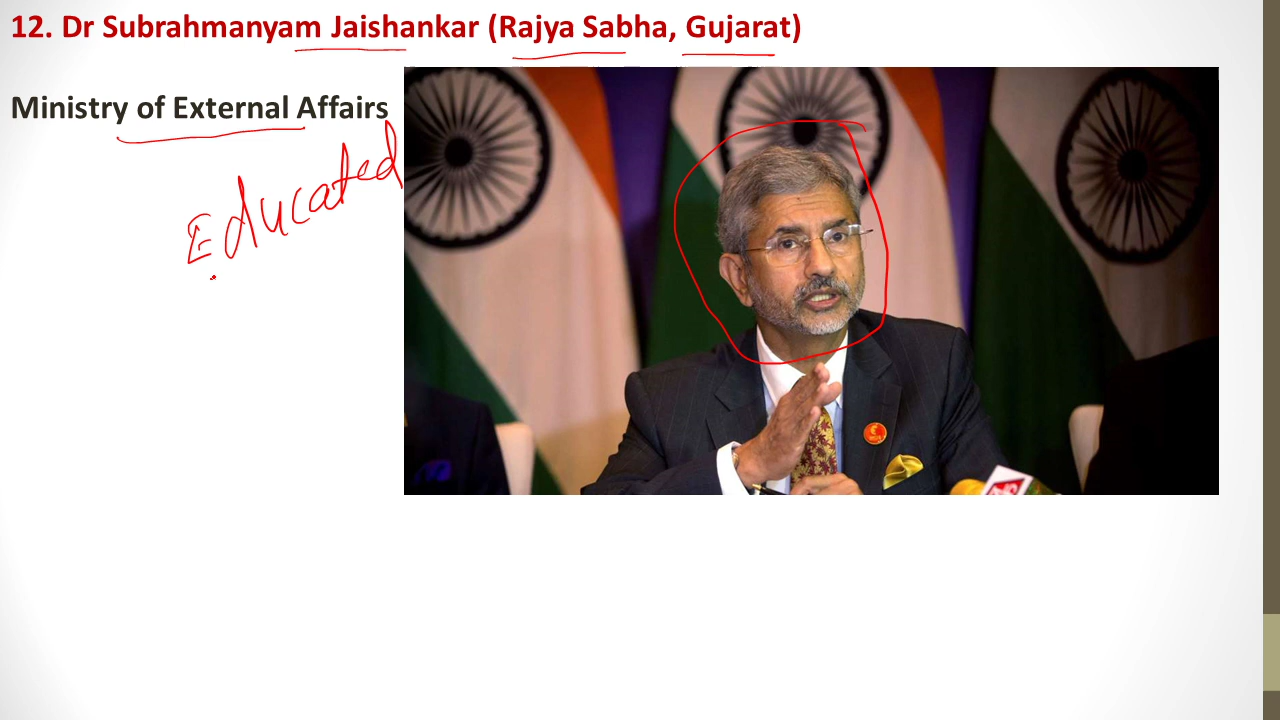 12. Dr Subrahmanyam Jaishankar (Rajya Sabha, Gujarat)
Ministry of External Affairs
Educated